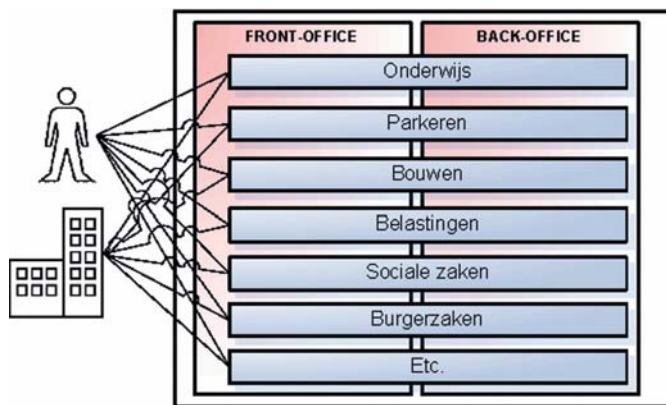 FRONT-OFFICE
BACK-OFFICE
Onderwijs
Parkeren
Bouwen
Belastingen
Sociale zaken
Burgerzaken
Etc.